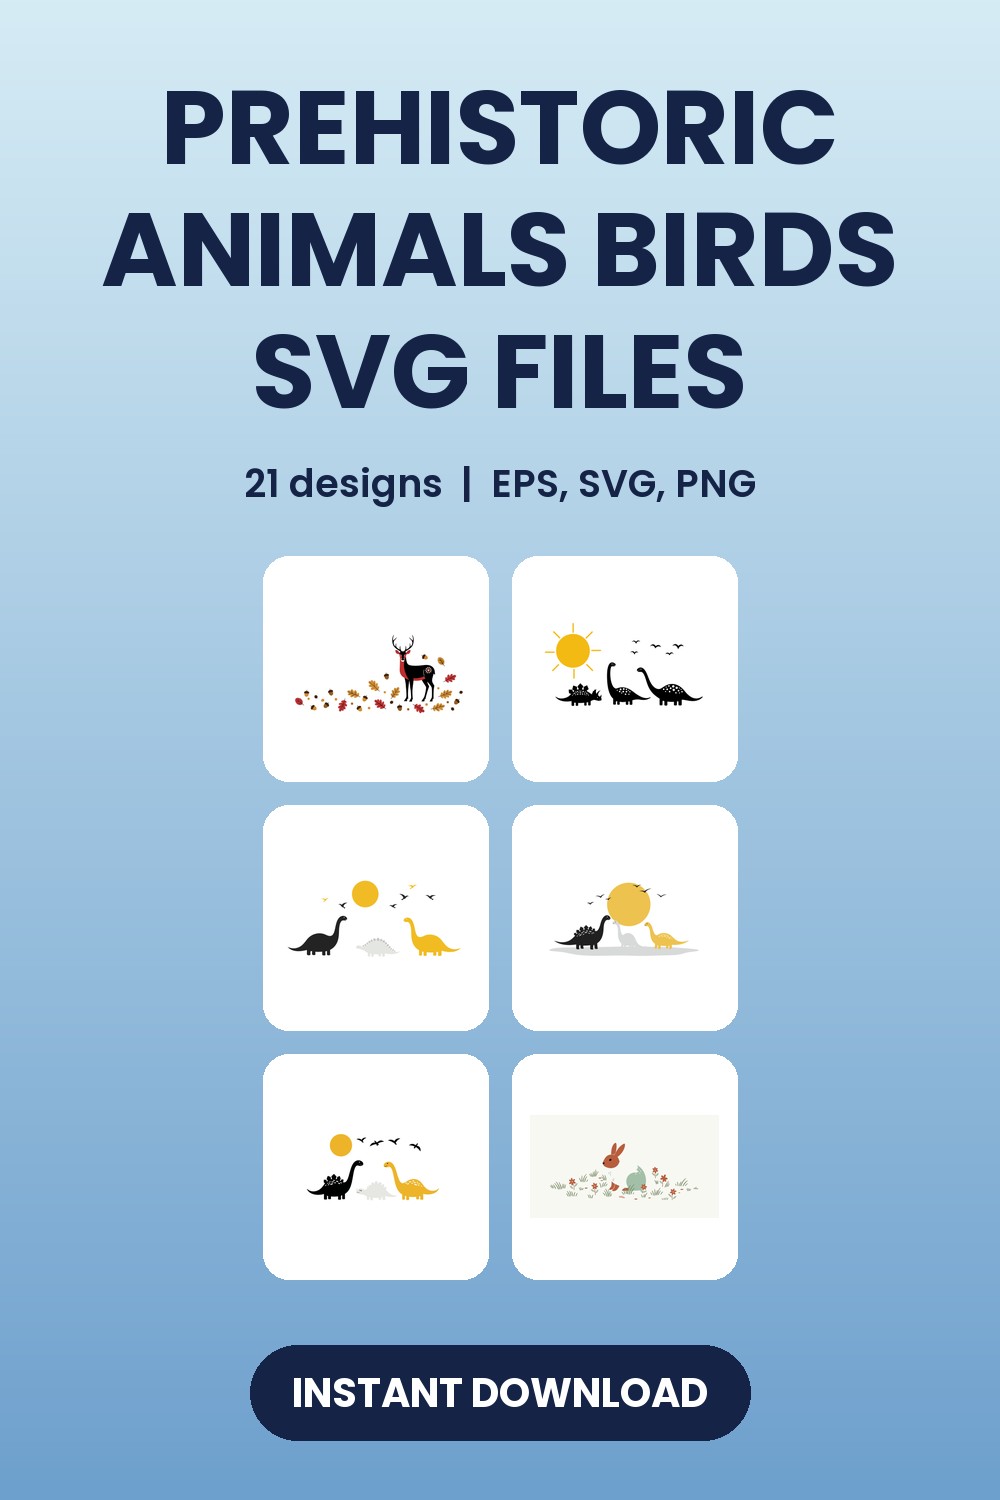 PREHISTORIC
ANIMALS BIRDS
SVG FILES
21 designs | EPS, SVG, PNG
INSTANT DOWNLOAD